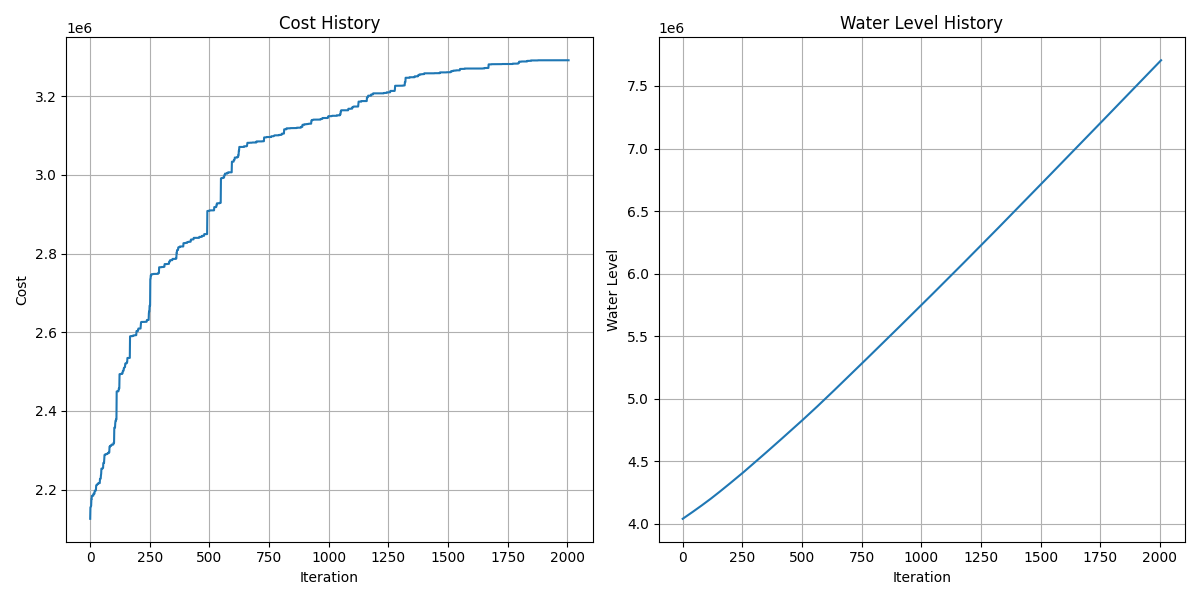 Cost History
1e6
3.2
3.0
2.8
2.6
2.4
2.2
Cost
0 250 500 750 1000 1250 1500 1750 2000
Iteration
Water Level History
1e6
7.5
7.0
6.5
6.0
5.5
5.0
4.5
4.0
Water Level
0 250 500 750 1000 1250 1500 1750 2000
Iteration